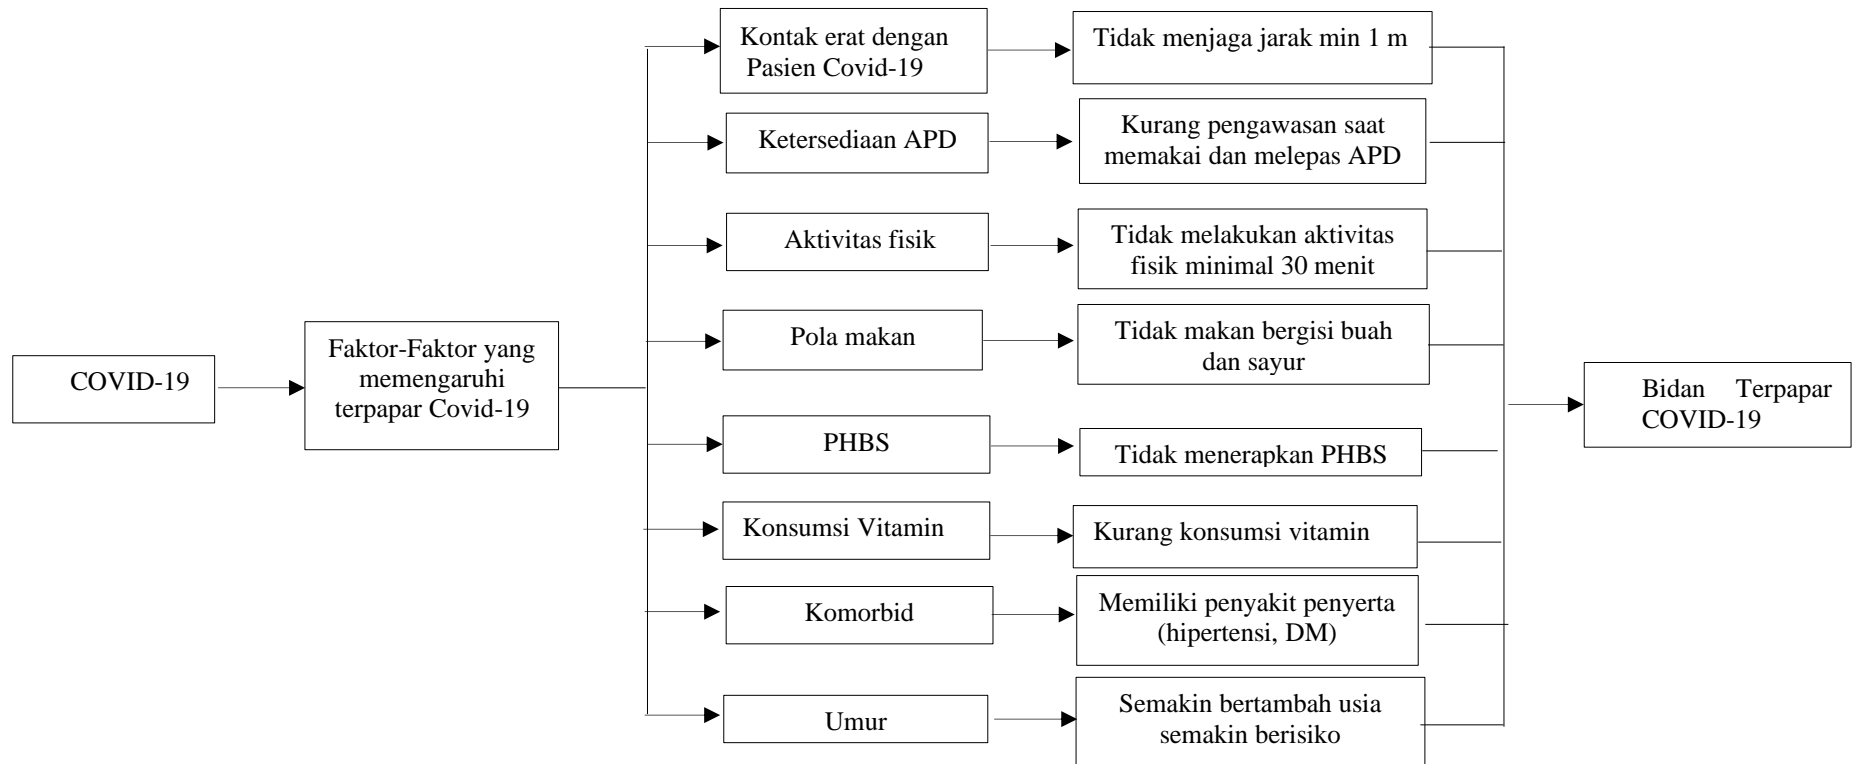 COVID-19
Faktor-Faktor yang
memengaruhi
terpapar Covid-19
Kontak erat dengan
Pasien Covid-19
Tidak menjaga jarak min 1 m
Ketersediaan APD
Kurang pengawasan saat
memakai dan melepas APD
Aktivitas fisik
Tidak melakukan aktivitas
fisik minimal 30 menit
Pola makan
Tidak makan bergisi buah
dan sayur
PHBS
Tidak menerapkan PHBS
Konsumsi Vitamin
Kurang konsumsi vitamin
Komorbid
Memiliki penyakit penyerta
(hipertensi, DM)
Umur
Semakin bertambah usia
semakin berisiko
Bidan Terpapar
COVID-19